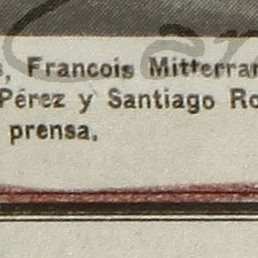 , Francois Mitterran
Pérez y Santiago Ro
prensa.